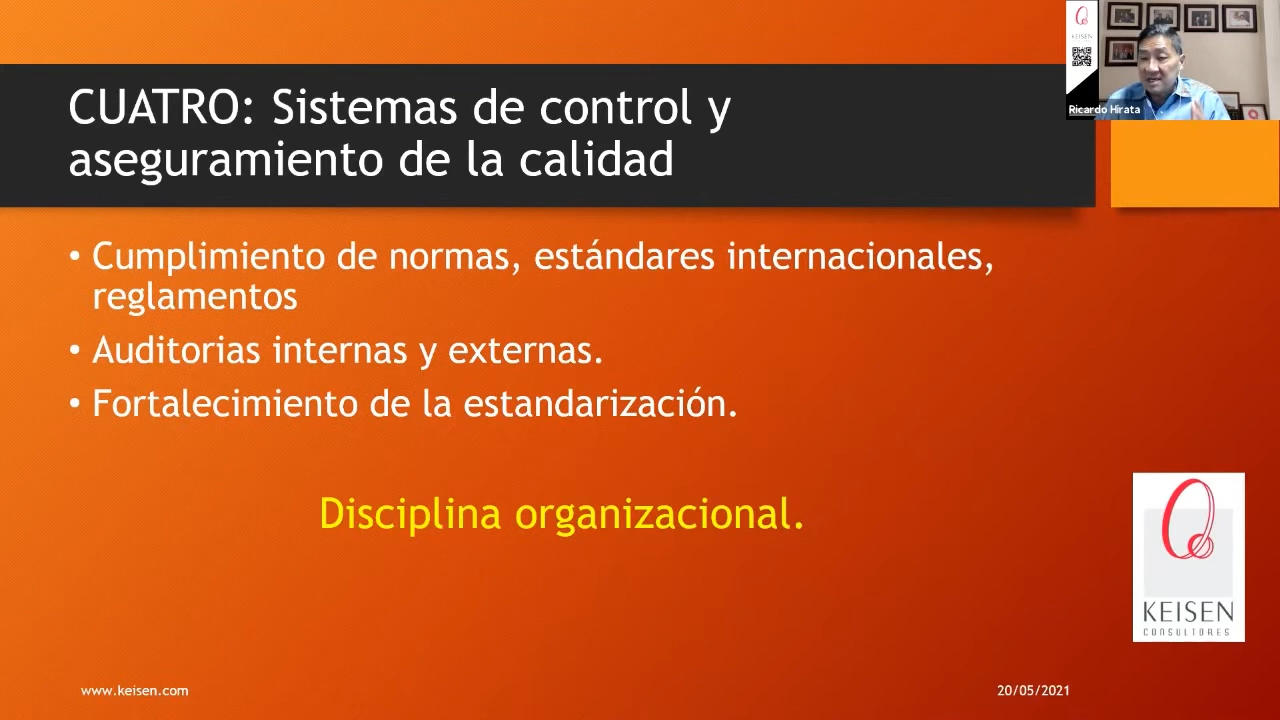 CUATRO: Sistemas de control y
aseguramiento de la calidad
KEISEN
Ricardo Hirata
• Cumplimiento de normas, estándares internacionales,
reglamentos
• Auditorias internas y externas.
• Fortalecimiento de la estandarización.
Disciplina organizacional.
KEISEN
CONSULTORES
www.keisen.com
20/05/2021